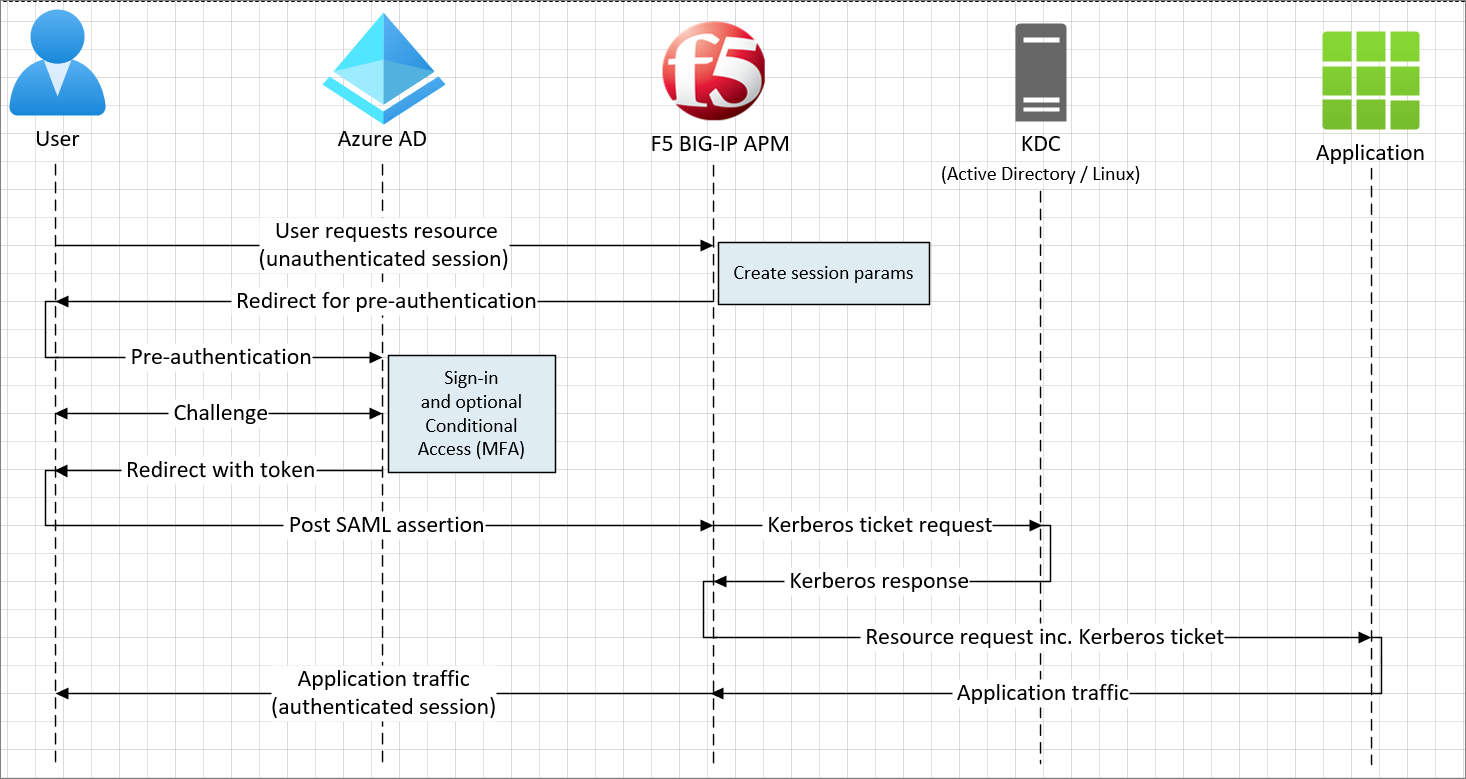 f5
User
Azure AD
F5 BIG-IP APM
KDC
(Active Directory / Linux)
Application
User requests resource
(unauthenticated session)
Create session params
Redirect for pre-authentication
Pre-authentication
Sign-in
and optional
Conditional
Access (MFA)
Challenge
Redirect with token
Post SAML assertion
Kerberos ticket request
Kerberos response
Resource request inc. Kerberos ticket
Application traffic
(authenticated session)
Application traffic